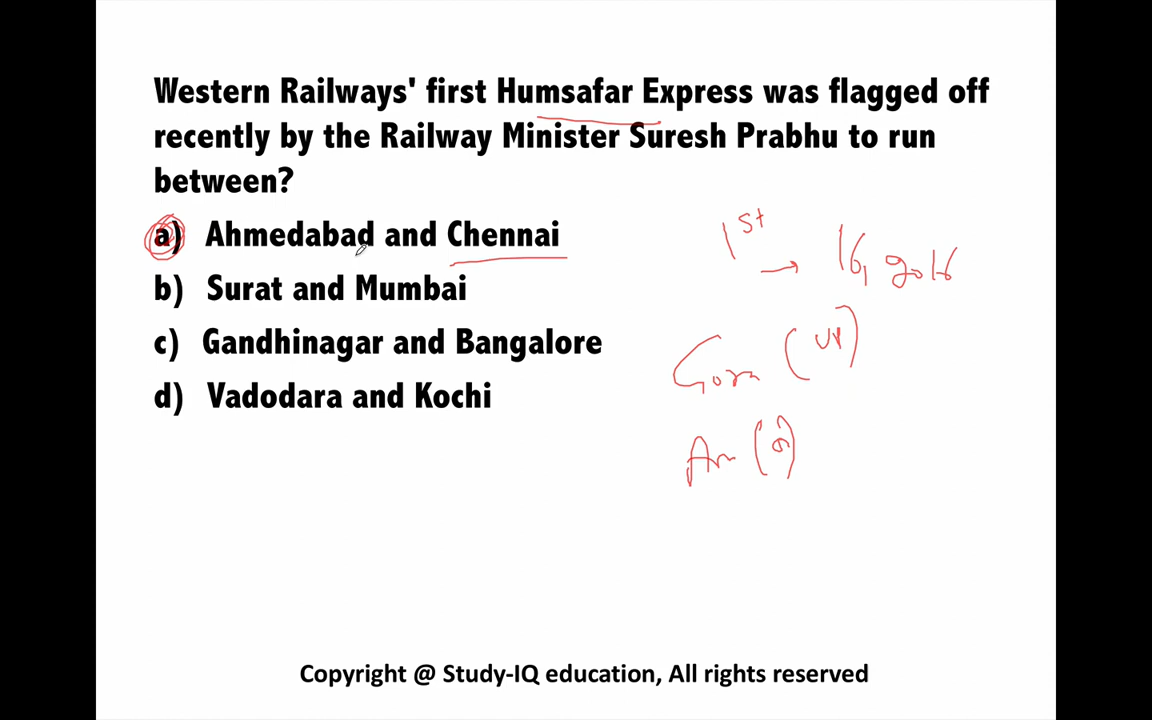 Western Railways' first Humsafar Express was flagged off
recently by the Railway Minister Suresh Prabhu to run
between?
a) Ahmedabad and Chennai
b) Surat and Mumbai
c) Gandhinagar and Bangalore
d) Vadodara and Kochi
1st
→ 16,
(UP)
Copyright @ Study-IQ education, All rights reserved